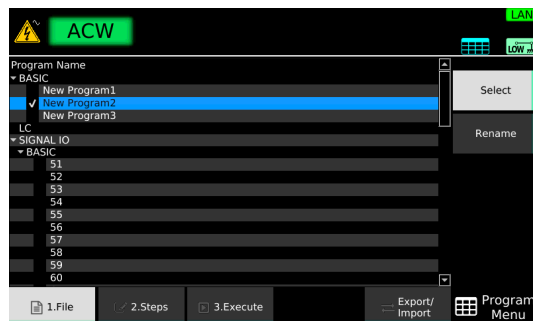 LAN
ACW
LOW
Program Name
BASIC
New Program1
New Program2
New Program3
LC
SIGNAL IO
BASIC
51
52
53
54
55
56
57
58
59
60
Select
Rename
1.File
2.Steps
3.Execute
Export/
Import
Program
Menu